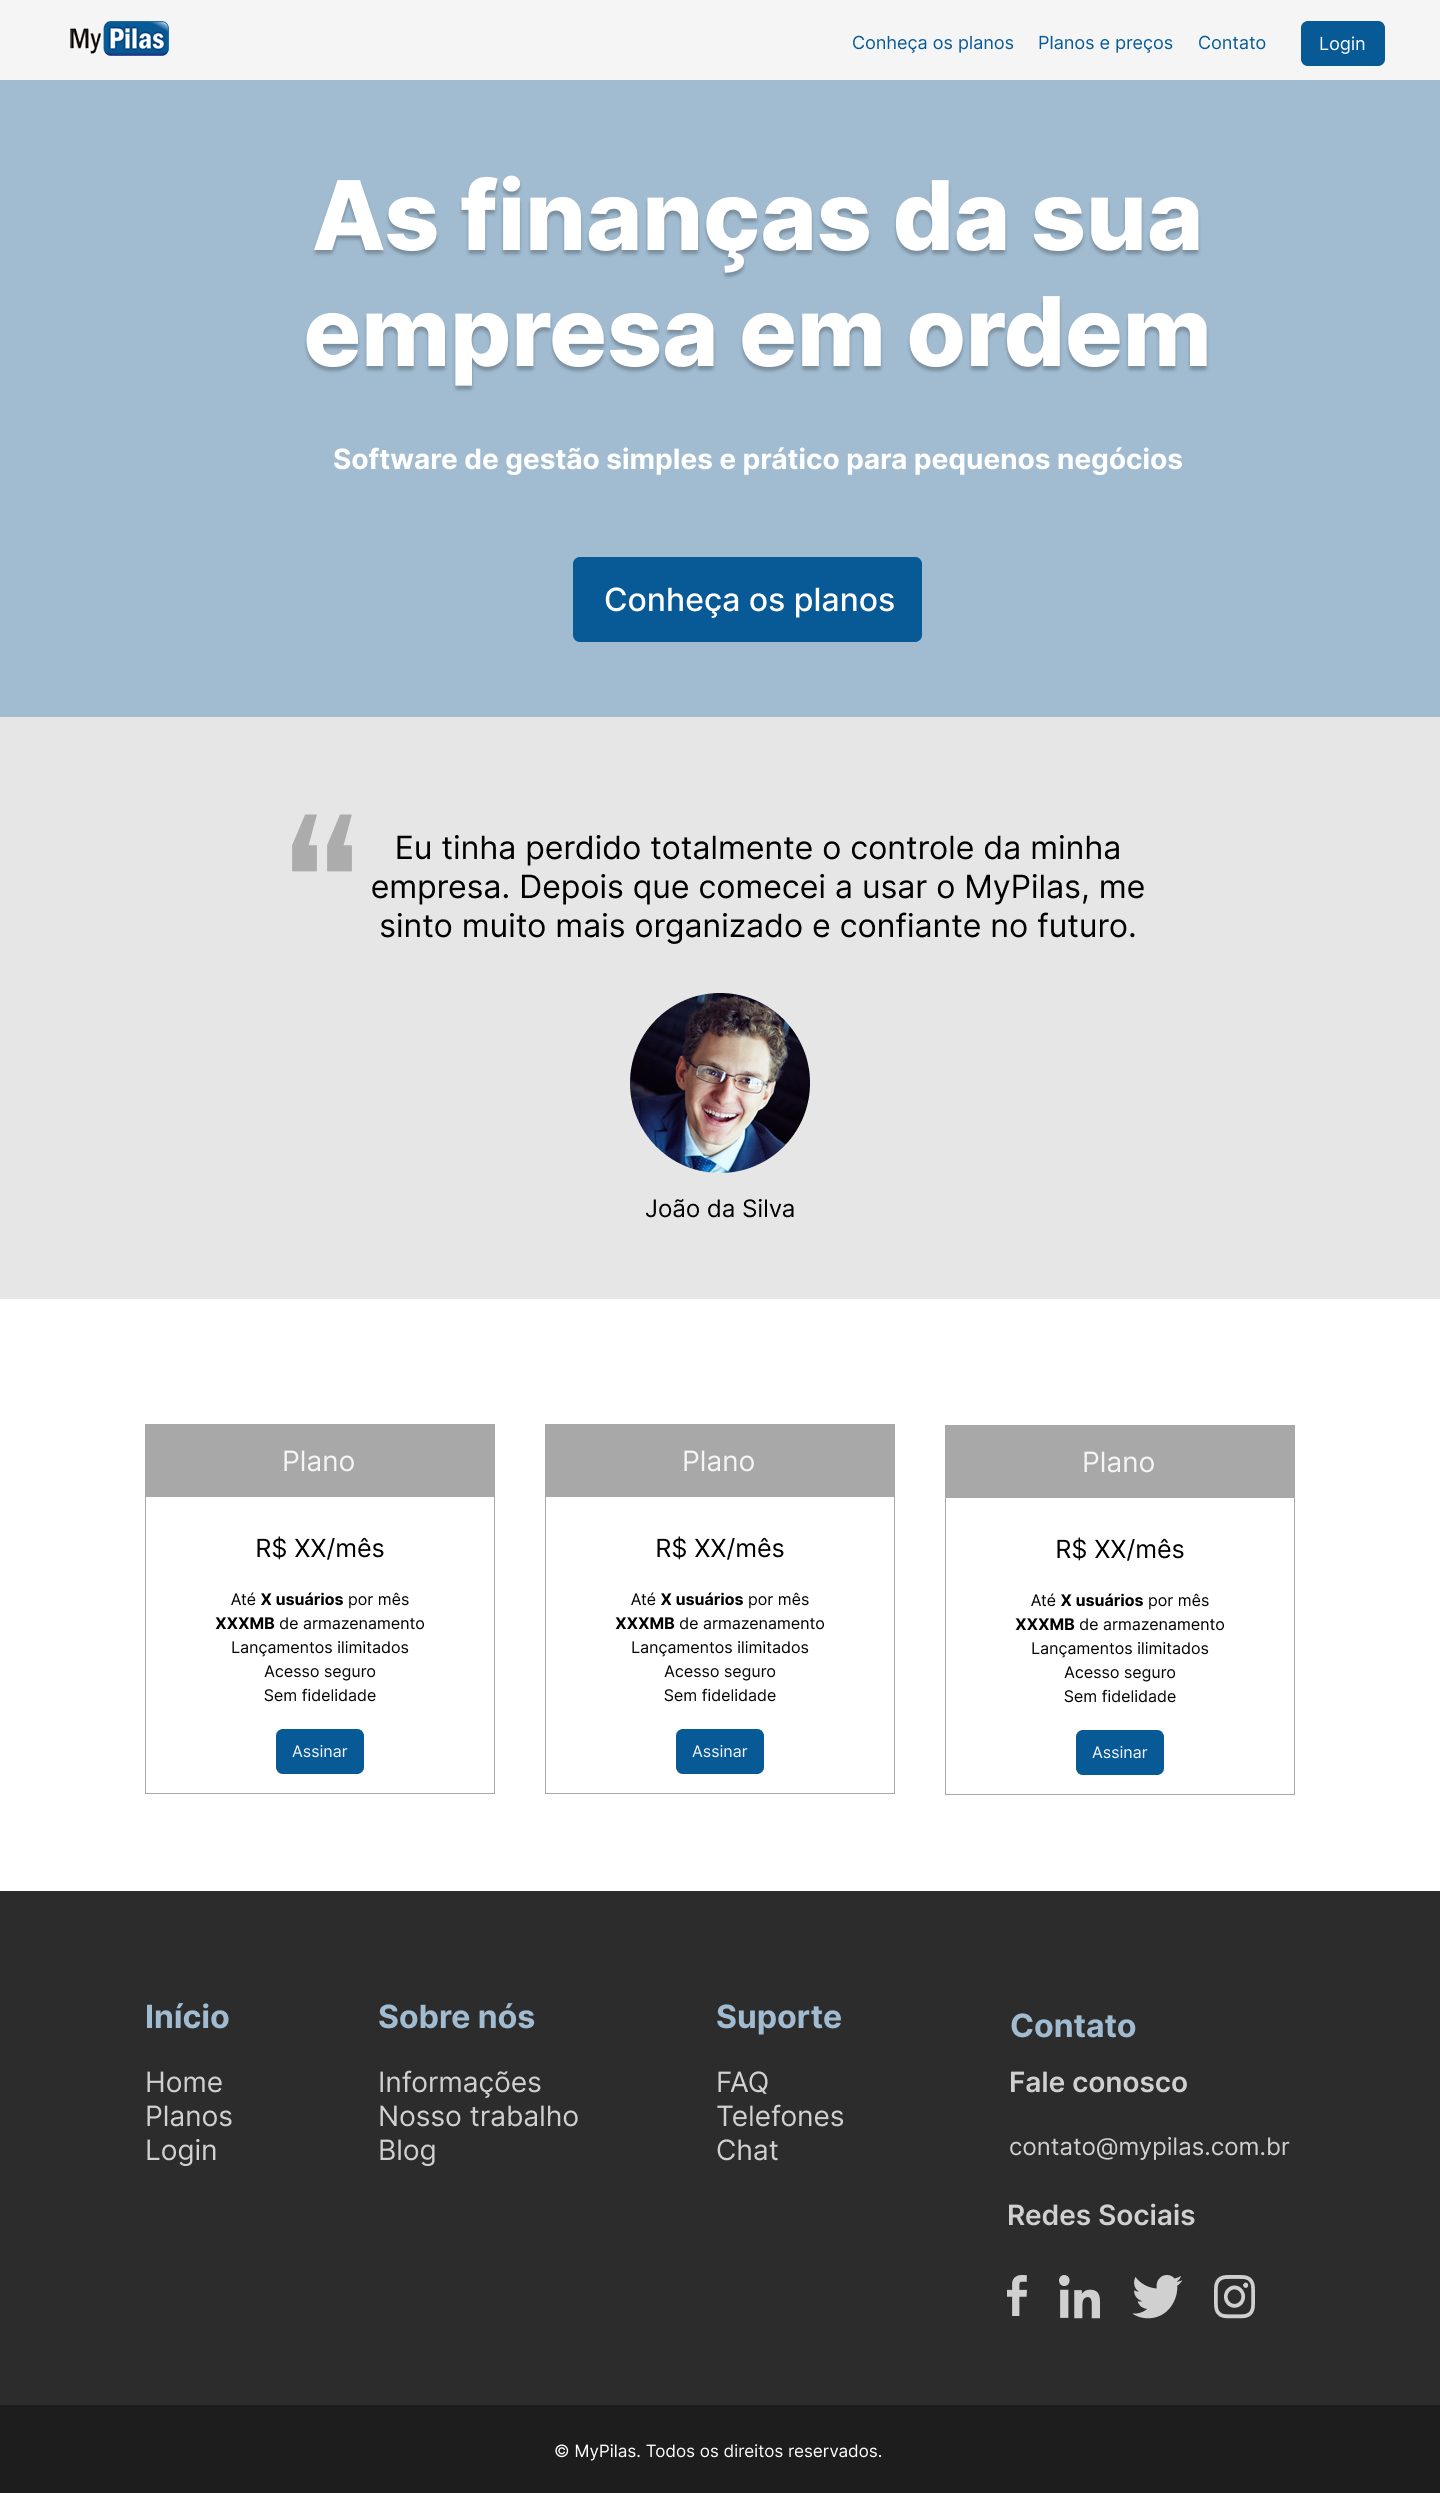 MyPilas
Conheça os planos
Planos e preços
Contato
Login
As finanças da sua
empresa em ordem
Software de gestão simples e prático para pequenos negócios
Conheça os planos
“
Eu tinha perdido totalmente o controle da minha
empresa. Depois que comecei a usar o MyPilas, me
sinto muito mais organizado e confiante no futuro.
João da Silva
Plano
R$ XX/mês
Até X usuários por mês
XXXMB de armazenamento
Lançamentos ilimitados
Acesso seguro
Sem fidelidade
Assinar
Plano
R$ XX/mês
Até X usuários por mês
XXXMB de armazenamento
Lançamentos ilimitados
Acesso seguro
Sem fidelidade
Assinar
Plano
R$ XX/mês
Até X usuários por mês
XXXMB de armazenamento
Lançamentos ilimitados
Acesso seguro
Sem fidelidade
Assinar
Início
Home
Planos
Login
Sobre nós
Informações
Nosso trabalho
Blog
Suporte
FAQ
Telefones
Chat
Contato
Fale conosco
contato@mypilas.com.br
Redes Sociais
© MyPilas. Todos os direitos reservados.